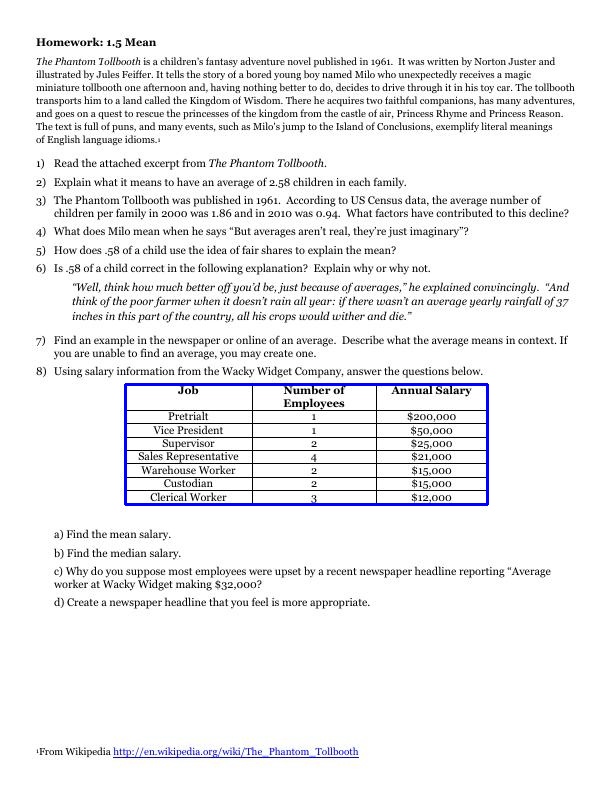 Homework: 1.5 Mean
The Phantom Tollbooth is a children's fantasy adventure novel published in 1961. It was written by Norton Juster and
illustrated by Jules Feiffer. It tells the story of a bored young boy named Milo who unexpectedly receives a magic
miniature tollbooth one afternoon and, having nothing better to do, decides to drive through it in his toy car. The tollbooth
transports him to a land called the Kingdom of Wisdom. There he acquires two faithful companions, has many adventures,
and goes on a quest to rescue the princesses of the kingdom from the castle of air, Princess Rhyme and Princess Reason.
The text is full of puns, and many events, such as Milo's jump to the Island of Conclusions, exemplify literal meanings
of English language idioms.¹
1) Read the attached excerpt from The Phantom Tollbooth.
2) Explain what it means to have an average of 2.58 children in each family.
3) The Phantom Tollbooth was published in 1961. According to US Census data, the average number of
children per family in 2000 was 1.86 and in 2010 was 0.94. What factors have contributed to this decline?
4) What does Milo mean when he says "But averages aren't real, they're just imaginary"?
5) How does .58 of a child use the idea of fair shares to explain the mean?
6) Is .58 of a child correct in the following explanation? Explain why or why not.
"Well, think how much better off you'd be, just because of averages," he explained convincingly. "And
think of the poor farmer when it doesn't rain all year: if there wasn't an average yearly rainfall of 37
inches in this part of the country, all his crops would wither and die."
7) Find an example in the newspaper or online of an average. Describe what the average means in context. If
you are unable to find an average, you may create one.
8) Using salary information from the Wacky Widget Company, answer the questions below.
Job Number of Employees Annual Salary
Pretrialt 1 $200,000
Vice President 1 $50,000
Supervisor 2 $25,000
Sales Representative 4 $21,000
Warehouse Worker 2 $15,000
Custodian 2 $15,000
Clerical Worker 3 $12,000
a) Find the mean salary.
b) Find the median salary.
c) Why do you suppose most employees were upset by a recent newspaper headline reporting "Average
worker at Wacky Widget making $32,000?
d) Create a newspaper headline that you feel is more appropriate.
¹From Wikipedia http://en.wikipedia.org/wiki/The_Phantom_Tollbooth